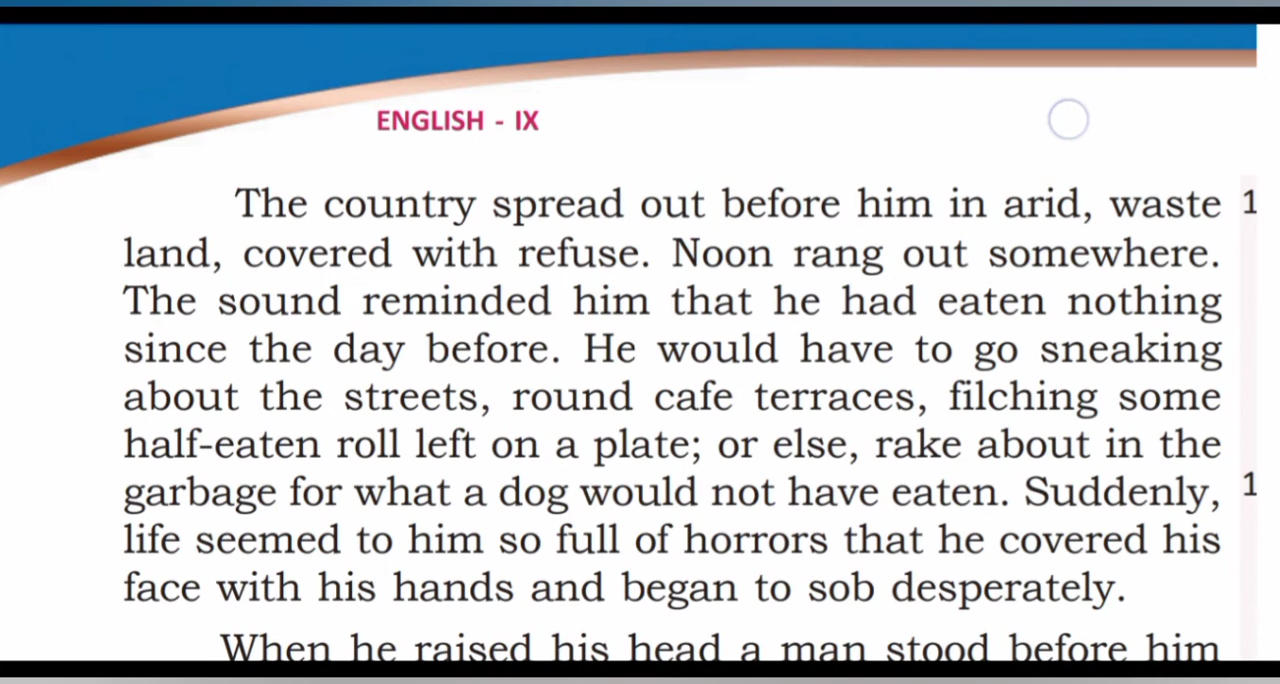 ENGLISH - IX
The country spread out before him in arid, waste 1
land, covered with refuse. Noon rang out somewhere.
The sound reminded him that he had eaten nothing
since the day before. He would have to go sneaking
about the streets, round cafe terraces, filching some
half-eaten roll left on a plate; or else, rake about in the
garbage for what a dog would not have eaten. Suddenly, 1
life seemed to him so full of horrors that he covered his
face with his hands and began to sob desperately.
When he raised his head a man stood before him